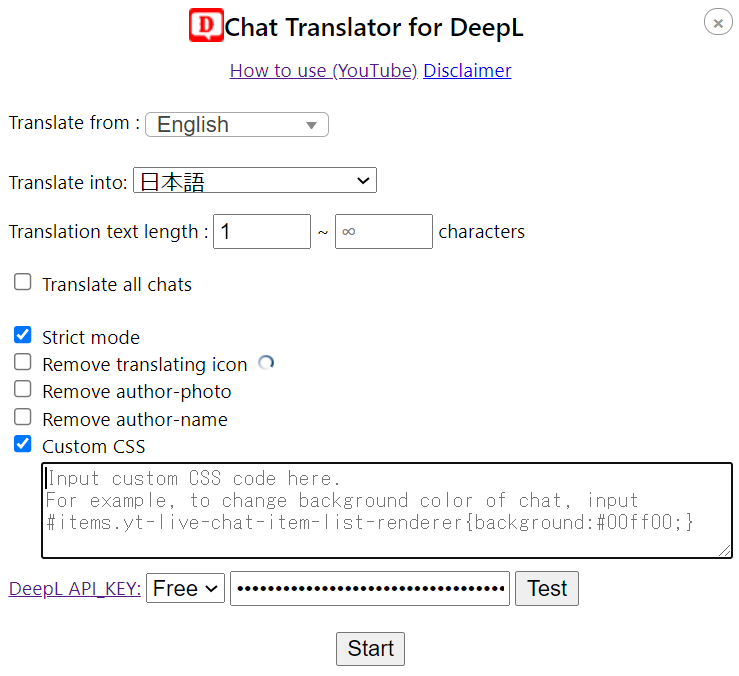 D Chat Translator for DeepL ×
How to use (YouTube) Disclaimer
Translate from : English
Translate into: 日本語
Translation text length : 1 ~ ∞ characters
Translate all chats
Strict mode
Remove translating icon
Remove author-photo
Remove author-name
Custom CSS
Input custom CSS code here.
For example, to change background color of chat, input
#items.yt-live-chat-item-list-renderer{background:#00ff00;}
DeepL API_KEY: Free ••••••••••••••••••••••••••••••••••• Test
Start